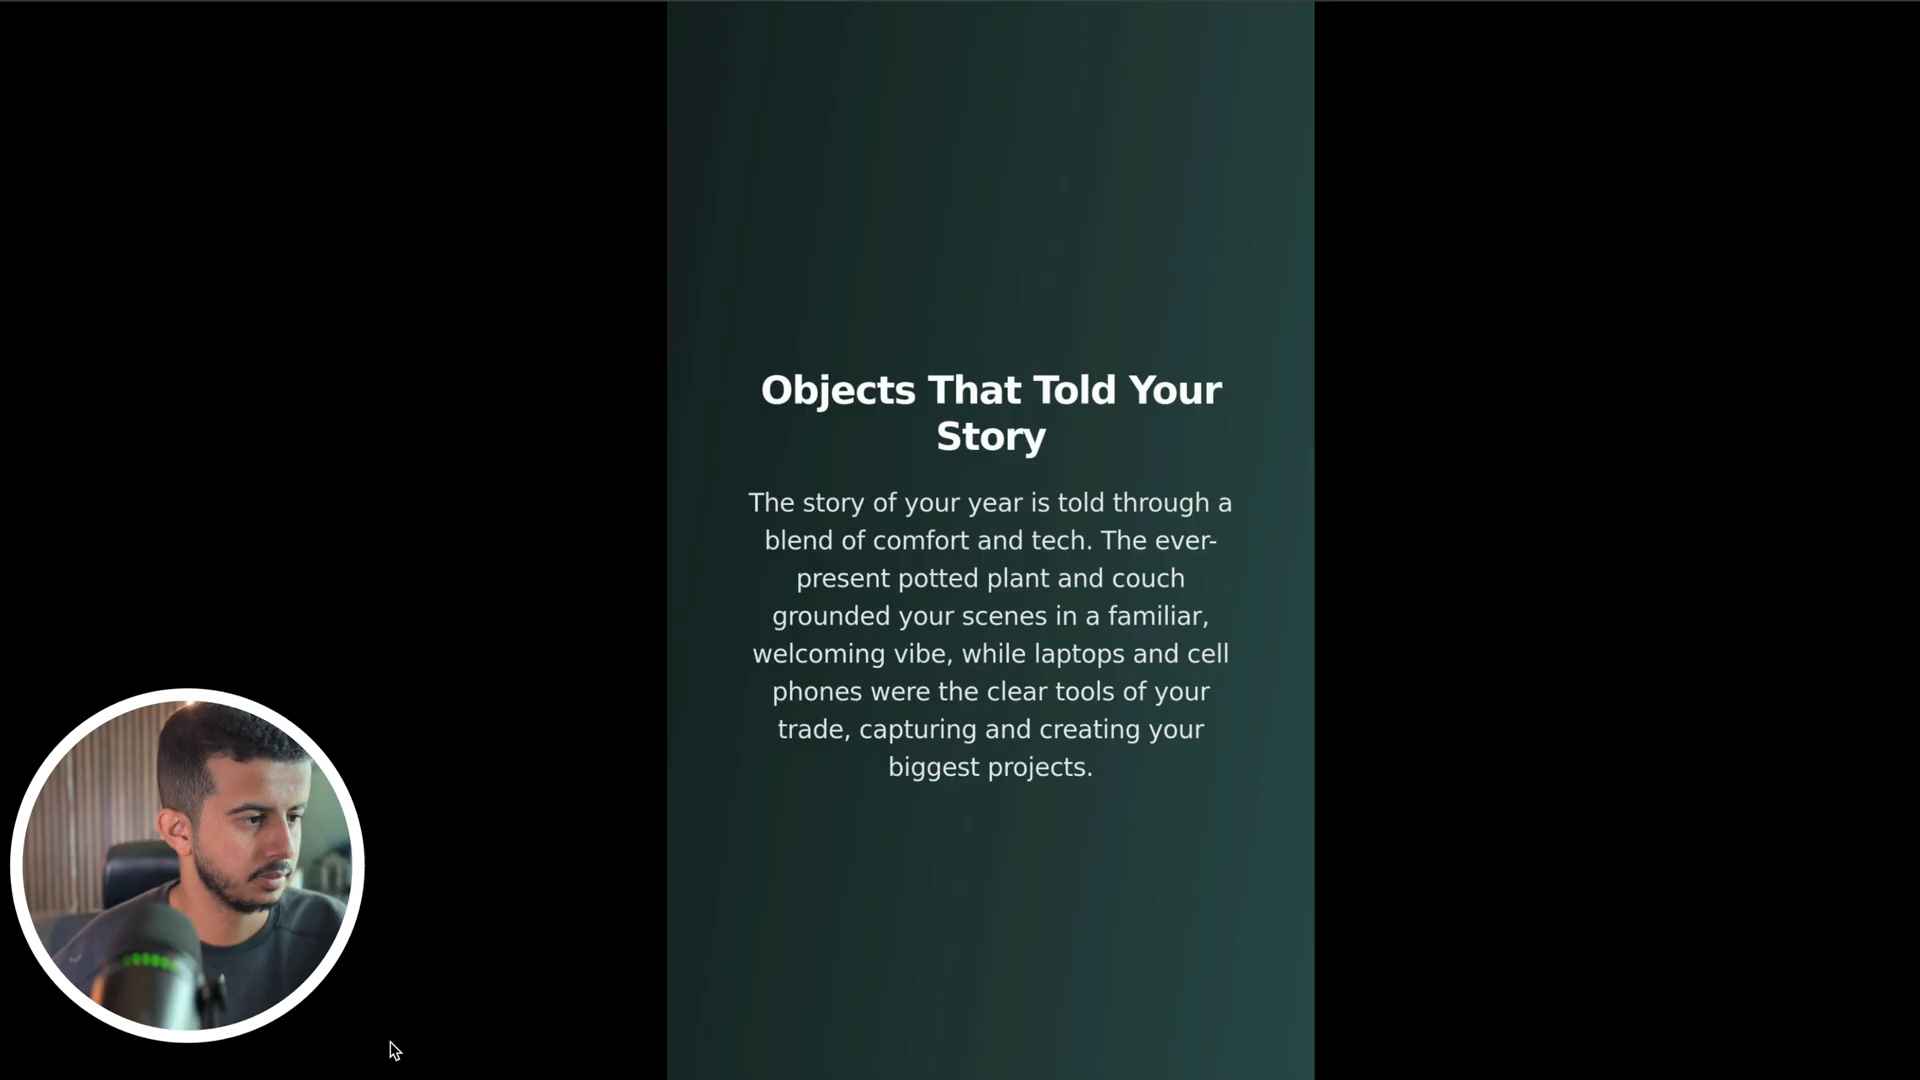 Objects That Told Your
Story
The story of your year is told through a
blend of comfort and tech. The ever-
present potted plant and couch
grounded your scenes in a familiar,
welcoming vibe, while laptops and cell
phones were the clear tools of your
trade, capturing and creating your
biggest projects.